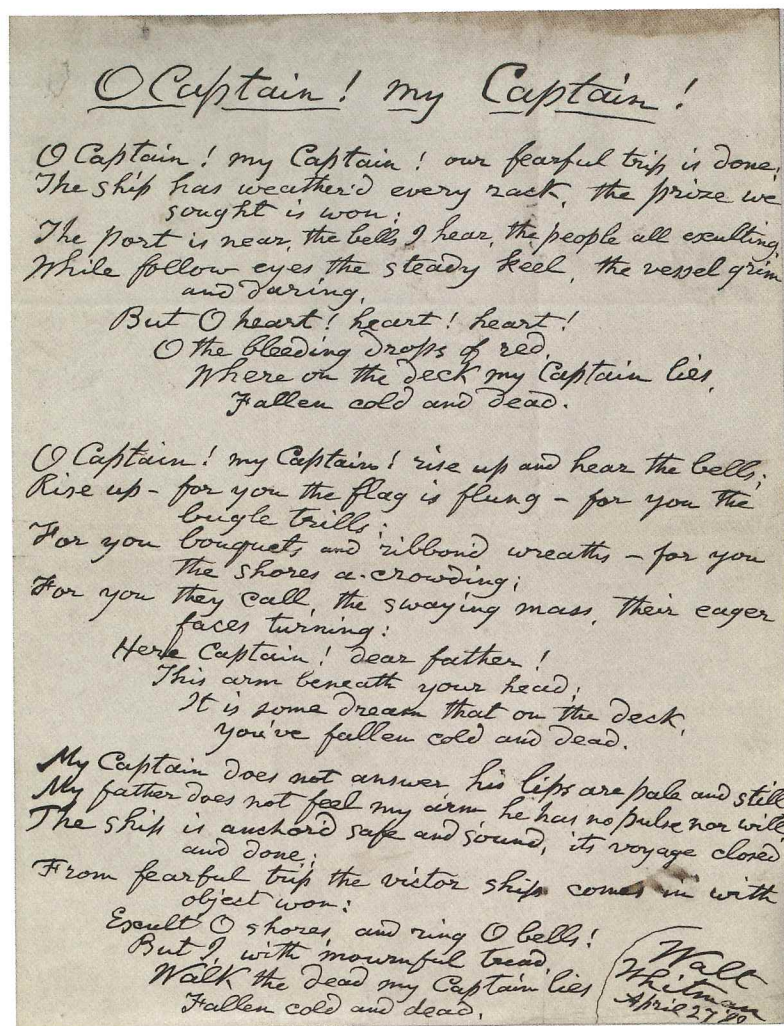 O Captain! my Captain!
O Captain! my Captain! our fearful trip is done;
The ship has weather'd every rack, the prize we
sought is won;
The port is near, the bells I hear, the people all exulting,
While follow eyes the steady keel, the vessel grim
and daring,
But O heart! heart! heart!
O the bleeding drops of red,
Where on the deck my Captain lies,
Fallen cold and dead.
O Captain! my Captain! rise up and hear the bells;
Rise up – for you the flag is flung – for you the
bugle trills;
For you bouquets and ribbon'd wreaths – for you
the shores a-crowding;
For you they call, the swaying mass, their eager
faces turning:
Here Captain! dear father!
This arm beneath your head;
It is some dream that on the deck,
You've fallen cold and dead.
My Captain does not answer, his lips are pale and still
My father does not feel my arm, he has no pulse nor will,
The ship is anchor'd safe and sound, its voyage closed
and done;
From fearful trip the victor ship comes in with
object won:
Exult O shores, and ring O bells!
But I, with mournful tread,
Walk the dead my Captain lies
Fallen cold and dead.
Walt
Whitman
April 27